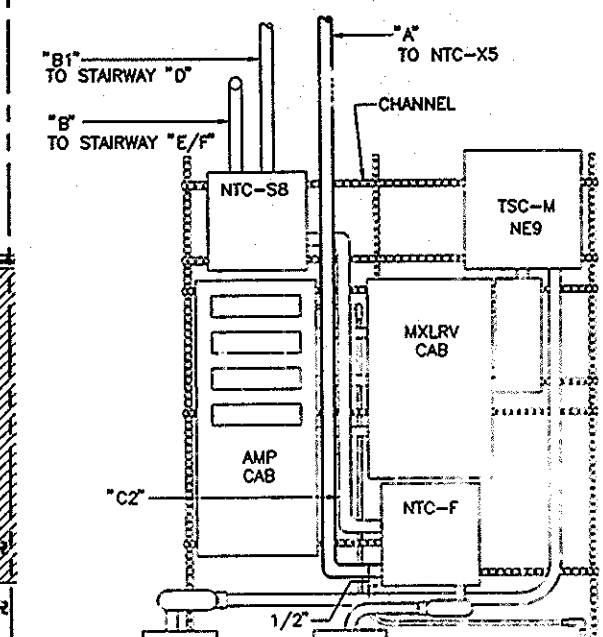 "B1"
TO STAIRWAY "D"
"A"
TO NTC-X5
"B"
TO STAIRWAY "E/F"
CHANNEL
NTC-S8
TSC-M
NE9
MXLRV
CAB
AMP
CAB
"C2"
NTC-F
1/2"